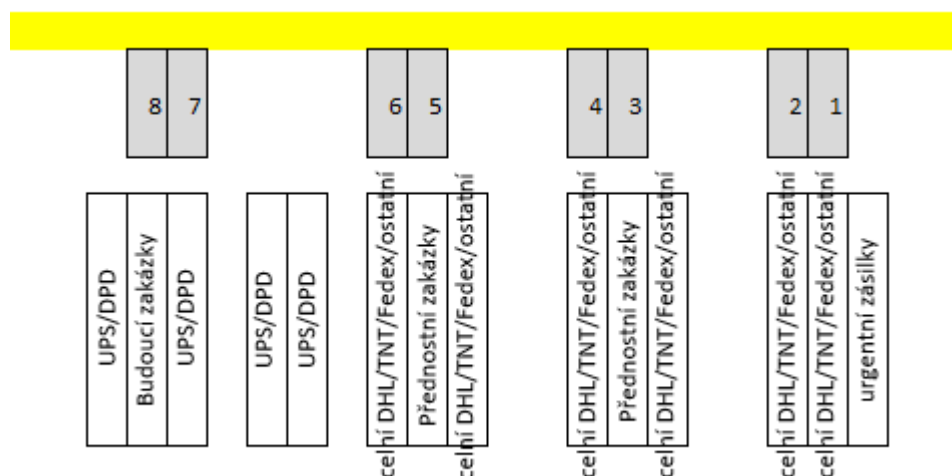 8
7
6
5
4
3
2
1
UPS/DPD
Budoucí zakázky
UPS/DPD
UPS/DPD
UPS/DPD
celní DHL/TNT/Fedex/ostatní
Přednostní zakázky
celní DHL/TNT/Fedex/ostatní
celní DHL/TNT/Fedex/ostatní
Přednostní zakázky
celní DHL/TNT/Fedex/ostatní
celní DHL/TNT/Fedex/ostatní
celní DHL/TNT/Fedex/ostatní
urgentní zásilky